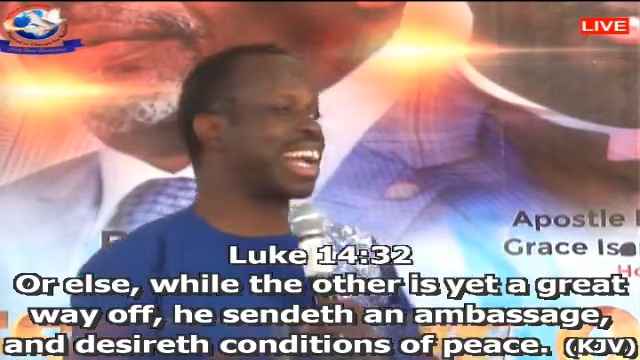 LIVE
Apostle
Grace
Luke 14:32
Or else, while the other is yet a great
way off, he sendeth an ambassage,
and desireth conditions of peace. (KJV)